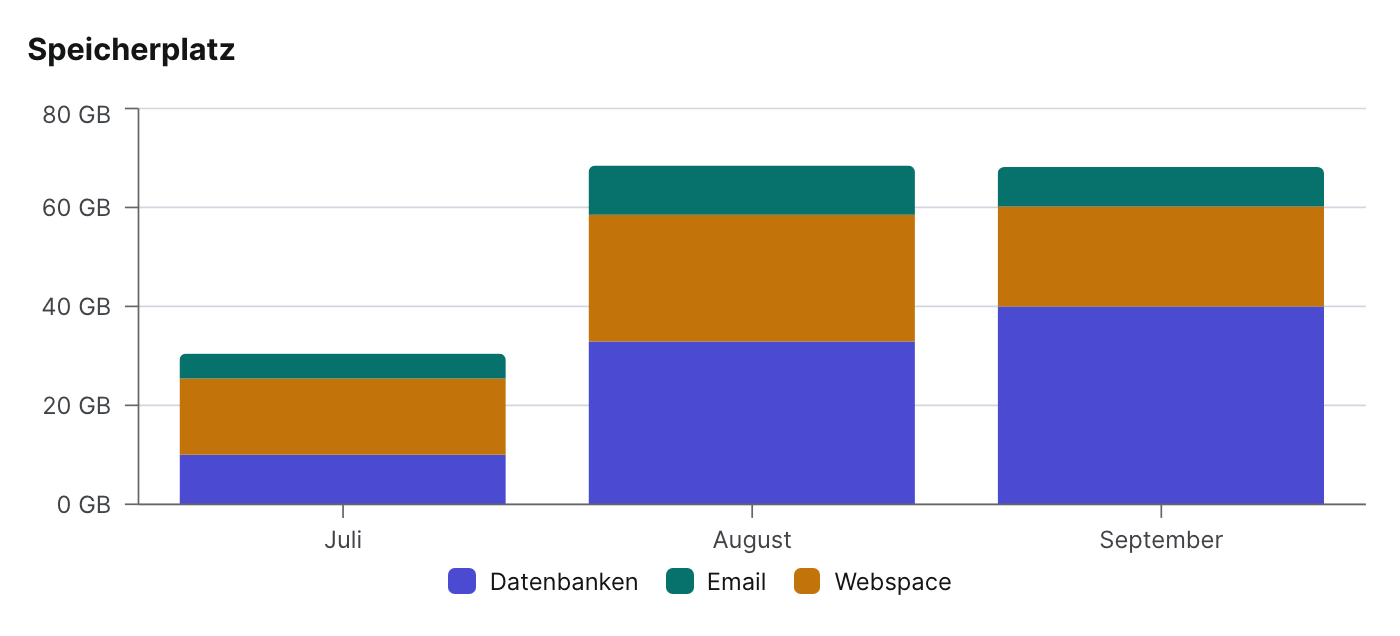 Speicherplatz
80 GB
60 GB
40 GB
20 GB
0 GB
Juli August September
Datenbanken Email Webspace